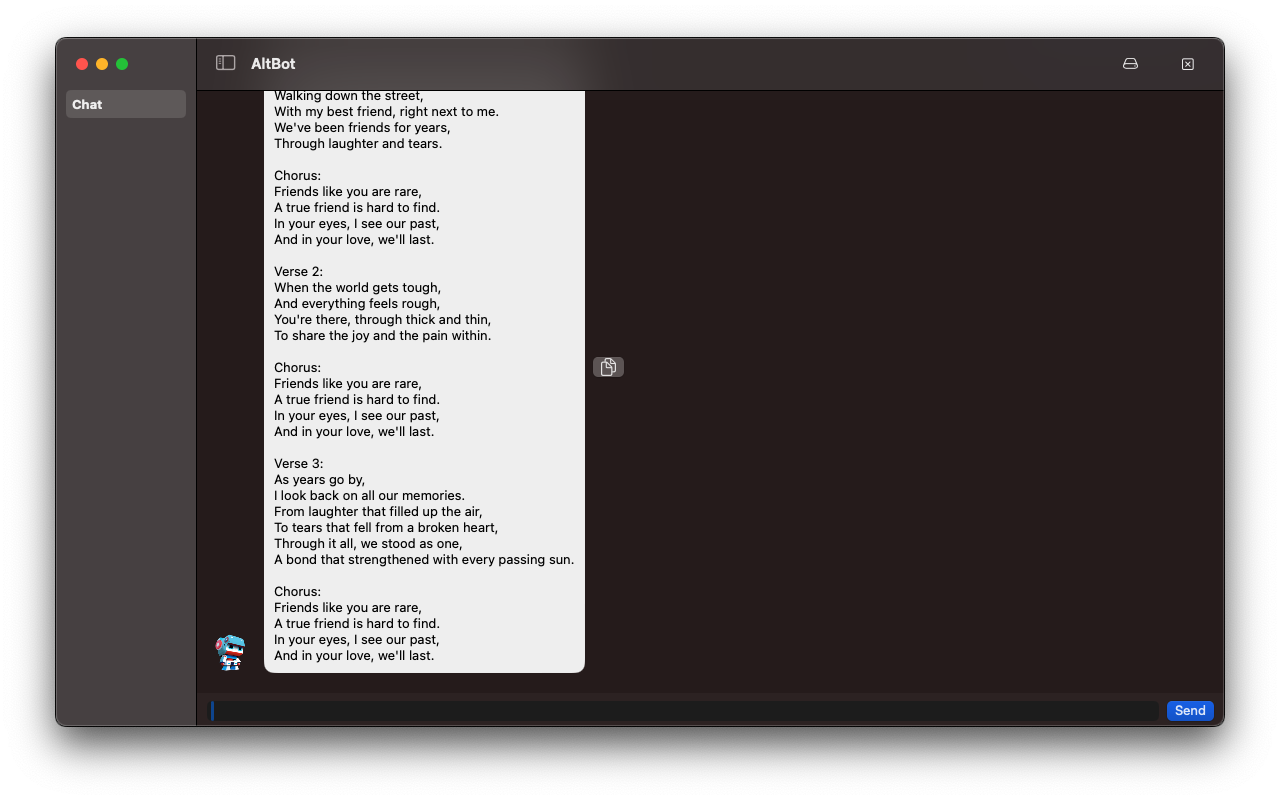 AltBot
Chat
Walking down the street,
With my best friend, right next to me.
We've been friends for years,
Through laughter and tears.
Chorus:
Friends like you are rare,
A true friend is hard to find.
In your eyes, I see our past,
And in your love, we'll last.
Verse 2:
When the world gets tough,
And everything feels rough,
You're there, through thick and thin,
To share the joy and the pain within.
Chorus:
Friends like you are rare,
A true friend is hard to find.
In your eyes, I see our past,
And in your love, we'll last.
Verse 3:
As years go by,
I look back on all our memories.
From laughter that filled up the air,
To tears that fell from a broken heart,
Through it all, we stood as one,
A bond that strengthened with every passing sun.
Chorus:
Friends like you are rare,
A true friend is hard to find.
In your eyes, I see our past,
And in your love, we'll last.
Send